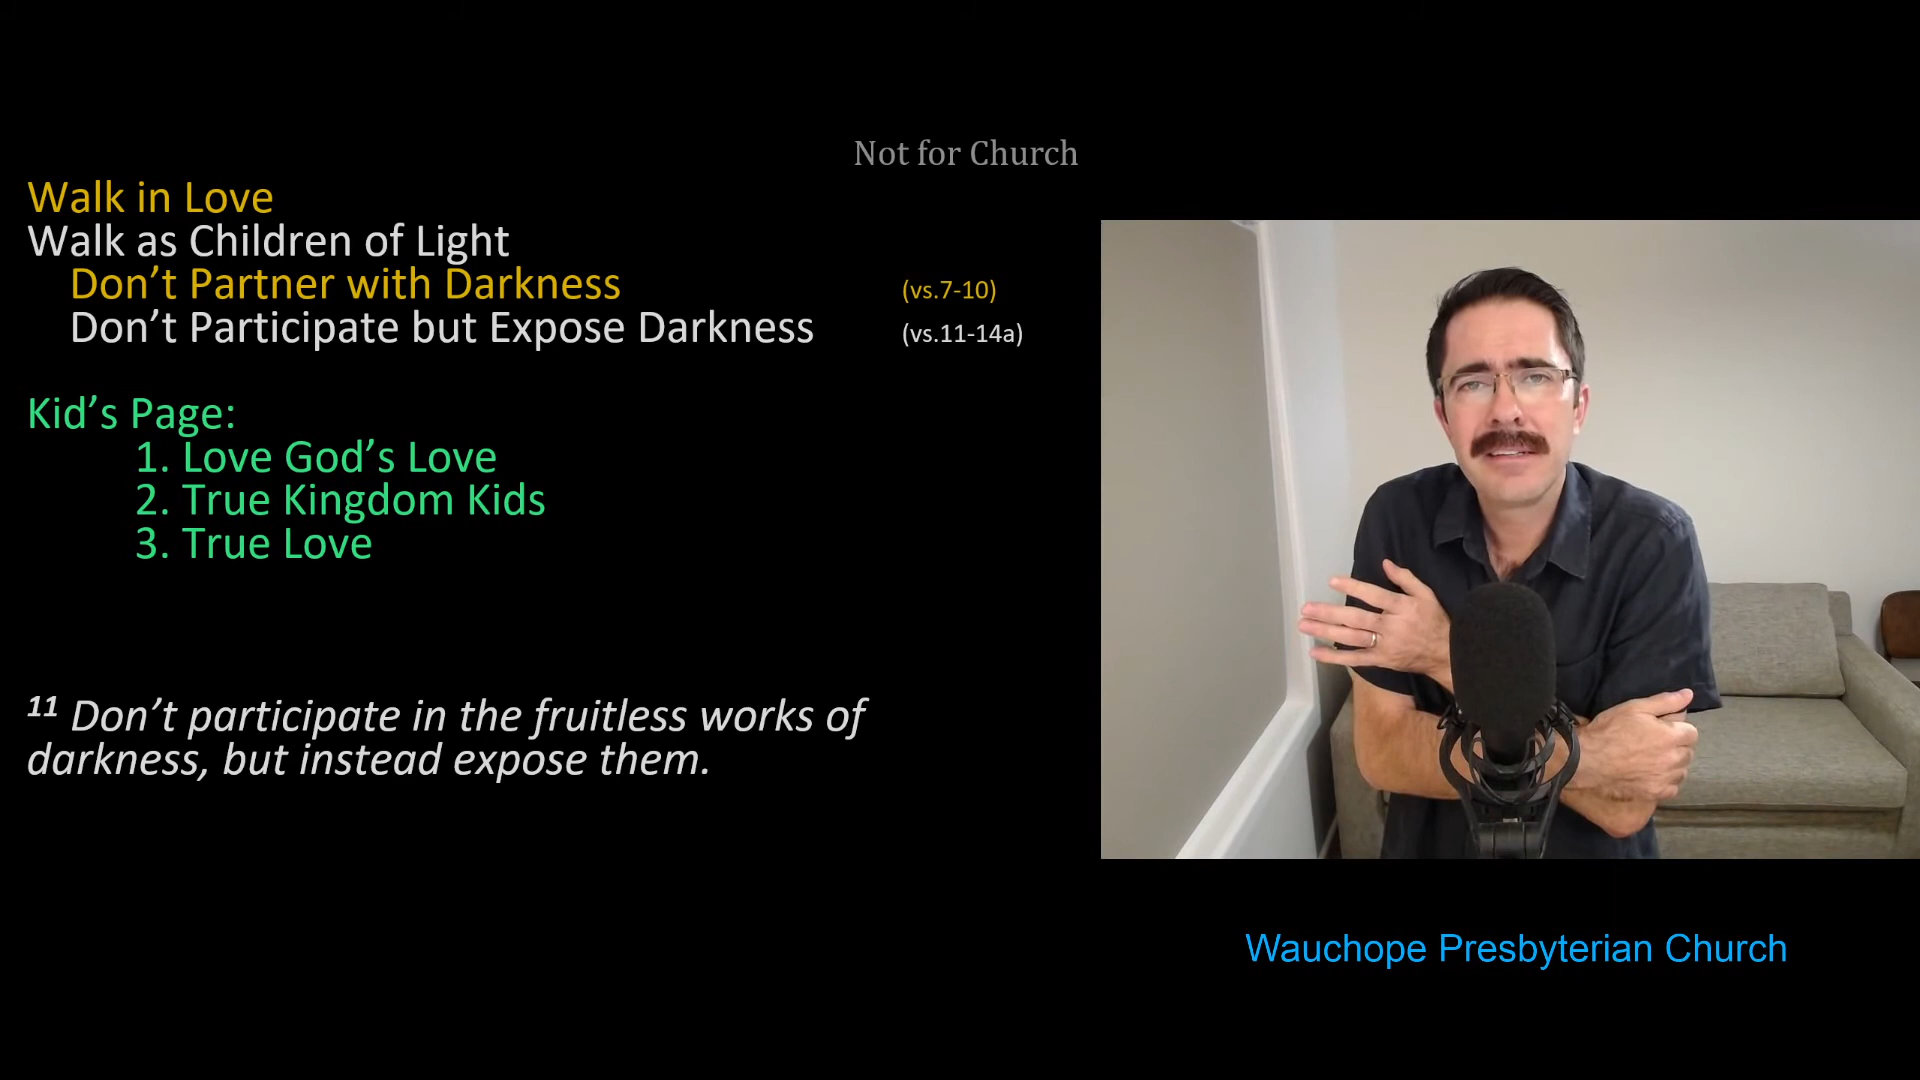 Not for Church
Walk in Love
Walk as Children of Light
Don’t Partner with Darkness (vs.7-10)
Don’t Participate but Expose Darkness (vs.11-14a)
Kid’s Page:
1. Love God’s Love
2. True Kingdom Kids
3. True Love
11 Don’t participate in the fruitless works of
darkness, but instead expose them.
Wauchope Presbyterian Church